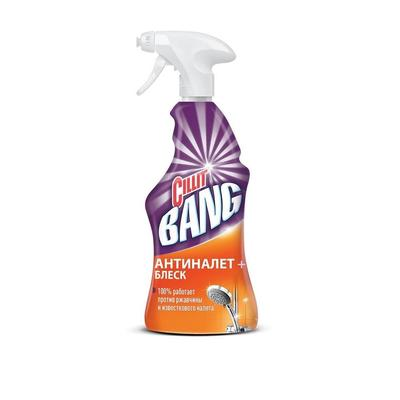 CILLIT
BANG
АНТИНАЛЕТ +
БЛЕСК
100% работает
против ржавчины
и известкового налета